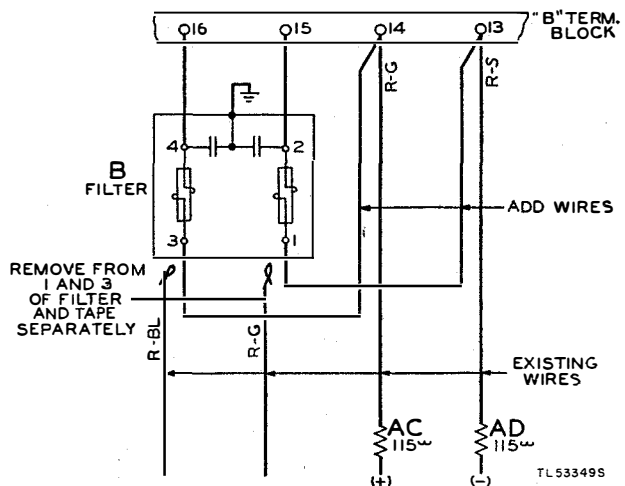 "B" TERM.
BLOCK
16
15
14
13
R-G
R-S
4
2
B
FILTER
3
1
ADD WIRES
REMOVE FROM
1 AND 3
OF FILTER
AND TAPE
SEPARATELY
R-BL
R-G
EXISTING
WIRES
AC
115ω
AD
115ω
(+)
(-)
TL53349S